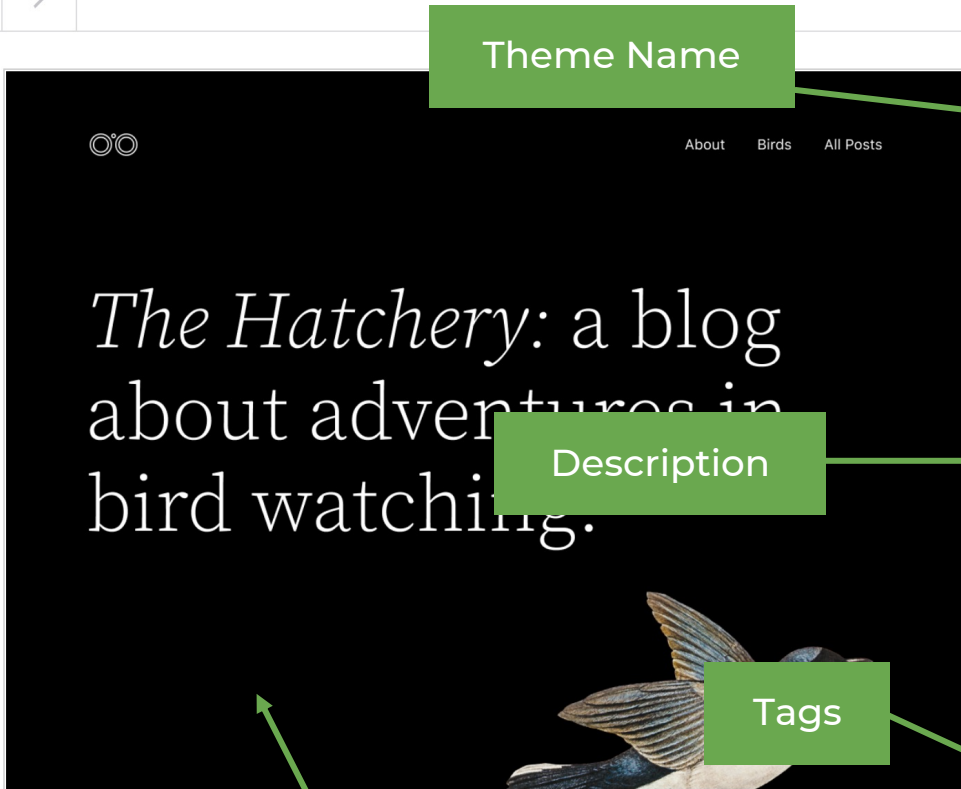 Theme Name
About Birds All Posts
The Hatchery: a blog
about adventures in
Description
bird watching:
Tags